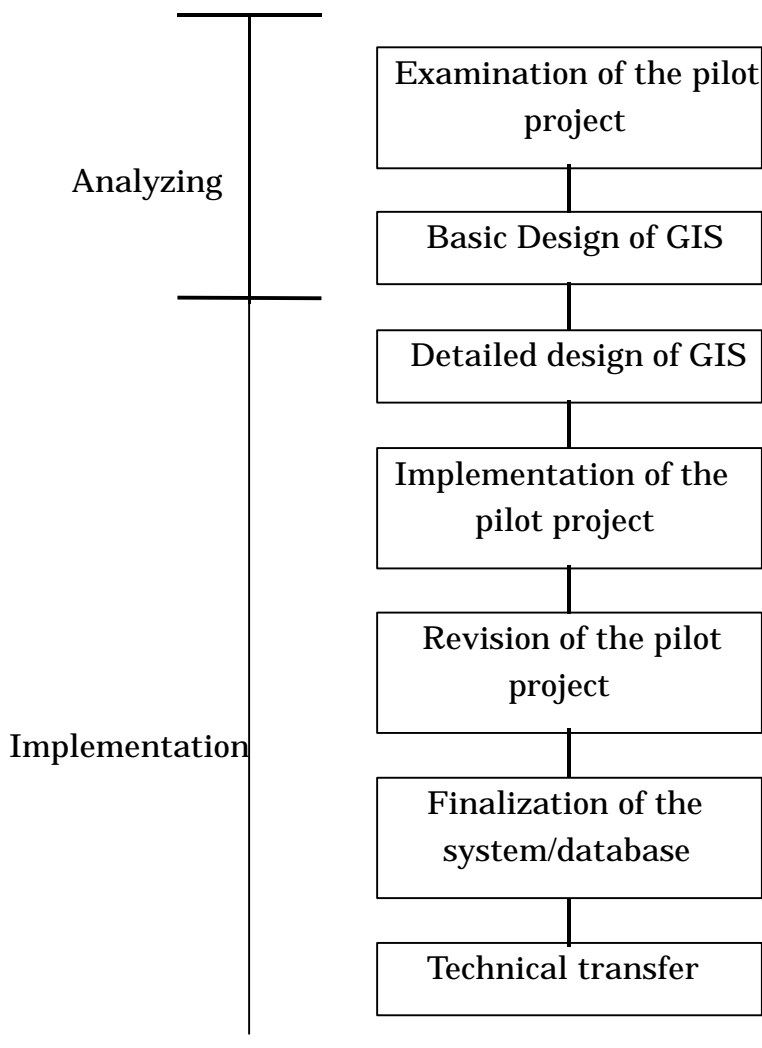 Examination of the pilot
project
Analyzing
Basic Design of GIS
Detailed design of GIS
Implementation of the
pilot project
Revision of the pilot
project
Implementation
Finalization of the
system/database
Technical transfer